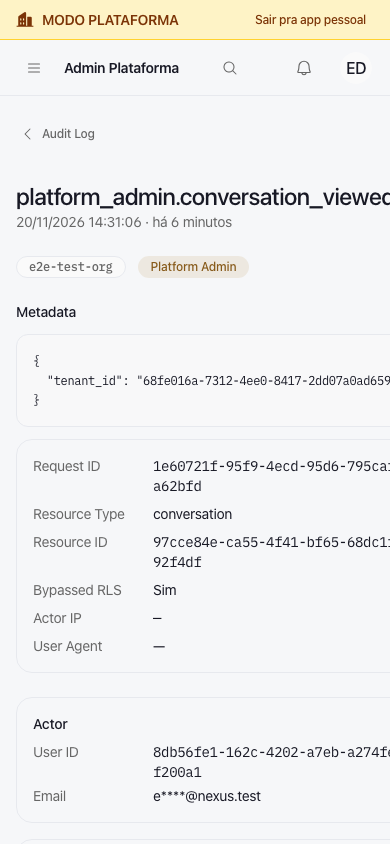 MODO PLATAFORMA
Sair pra app pessoal
Admin Plataforma
ED
Audit Log
platform_admin.conversation_viewed
20/11/2026 14:31:06 · há 6 minutos
e2e-test-org
Platform Admin
Metadata
{
"tenant_id": "68fe016a-7312-4ee0-8417-2dd07a0ad659
}
Request ID
1e60721f-95f9-4ecd-95d6-795ca
a62bfd
Resource Type
conversation
Resource ID
97cce84e-ca55-4f41-bf65-68dc1
92f4df
Bypassed RLS
Sim
Actor IP
—
User Agent
—
Actor
User ID
8db56fe1-162c-4202-a7eb-a274f
f200a1
Email
e****@nexus.test